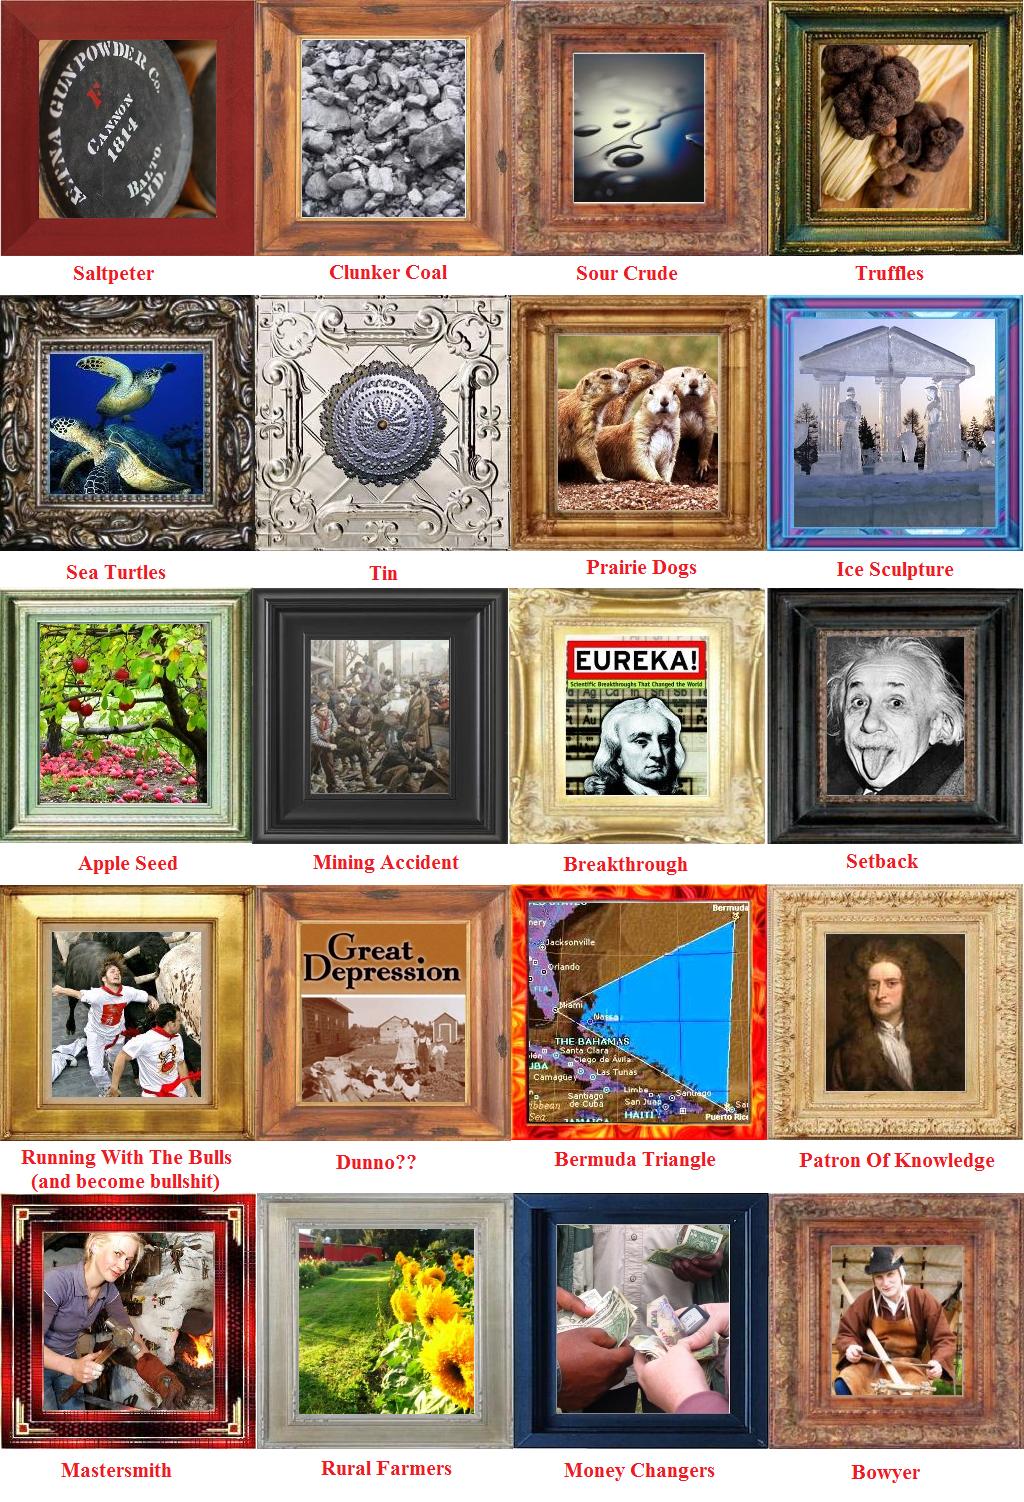 ÆTNA GUN POWDER Co.
F
CANNON
1814
BALTO.
MD.
Saltpeter
Clunker Coal
Sour Crude
Truffles
Sea Turtles
Tin
Prairie Dogs
Ice Sculpture
EUREKA!
Scientific Breakthroughs That Changed the World
Apple Seed
Mining Accident
Breakthrough
Setback
Great
Depression
Bermuda
Jacksonville
Orlando
Miami
Nassau
THE BAHAMAS
Santa Clara
Ciego de Ávila
Camagüey
Las Tunas
Santiago
de Cuba
Limbe
San Juan
Santiago
HAITI
JAMAICA
Puerto Rico
Running With The Bulls
(and become bullshit)
Dunno??
Bermuda Triangle
Patron Of Knowledge
Mastersmith
Rural Farmers
Money Changers
Bowyer